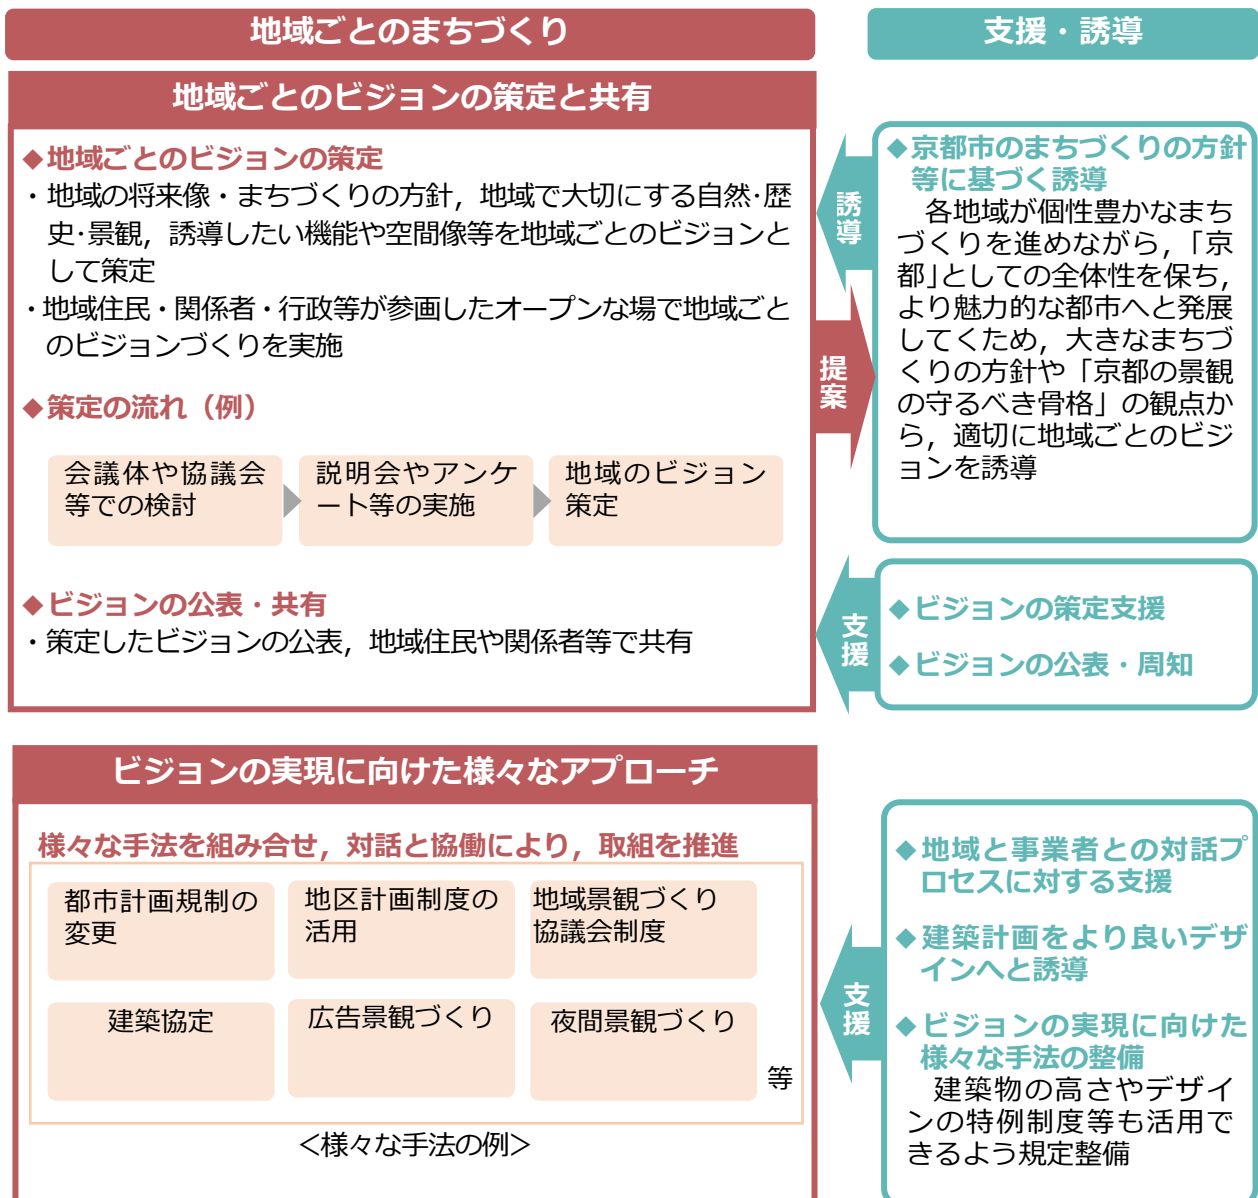 地域ごとのまちづくり
支援・誘導
地域ごとのビジョンの策定と共有
◆地域ごとのビジョンの策定
・地域の将来像・まちづくりの方針，地域で大切にする自然･歴
史･景観，誘導したい機能や空間像等を地域ごとのビジョンと
して策定
・地域住民・関係者・行政等が参画したオープンな場で地域ごと
のビジョンづくりを実施
◆策定の流れ（例）
会議体や協議会
等での検討
説明会やアンケ
ート等の実施
地域のビジョン
策定
◆ビジョンの公表・共有
・策定したビジョンの公表，地域住民や関係者等で共有
誘導
提案
◆京都市のまちづくりの方針
等に基づく誘導
各地域が個性豊かなまち
づくりを進めながら，｢京
都｣としての全体性を保ち，
より魅力的な都市へと発展
してくため，大きなまちづ
くりの方針や「京都の景観
の守るべき骨格」の観点か
ら，適切に地域ごとのビジ
ョンを誘導
支援
◆ビジョンの策定支援
◆ビジョンの公表・周知
ビジョンの実現に向けた様々なアプローチ
様々な手法を組み合せ，対話と協働により，取組を推進
都市計画規制の
変更
地区計画制度の
活用
地域景観づくり
協議会制度
建築協定
広告景観づくり
夜間景観づくり
等
＜様々な手法の例＞
支援
◆地域と事業者との対話プ
ロセスに対する支援
◆建築計画をより良いデザ
インへと誘導
◆ビジョンの実現に向けた
様々な手法の整備
建築物の高さやデザイ
ンの特例制度等も活用で
きるよう規定整備